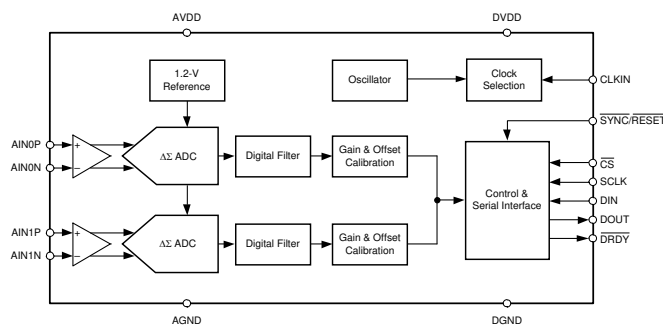 AVDD
DVDD
1.2-V
Reference
Oscillator
Clock
Selection
CLKIN
SYNC/RESET
AIN0P
+
AIN0N
−
ΔΣ ADC
Digital Filter
Gain & Offset
Calibration
Control &
Serial Interface
CS
SCLK
DIN
DOUT
DRDY
AIN1P
+
AIN1N
−
ΔΣ ADC
Digital Filter
Gain & Offset
Calibration
AGND
DGND